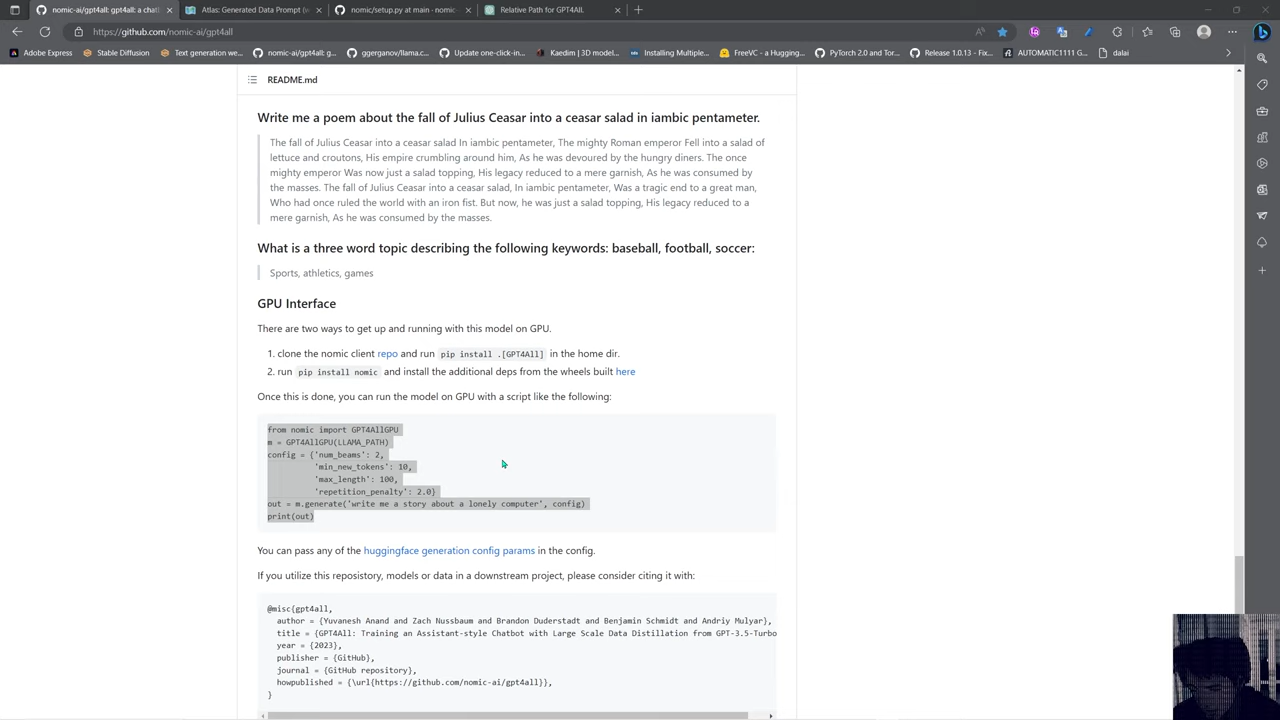 nomic-ai/gpt4all: gpt4all: a chatl
Atlas: Generated Data Prompt (v
nomic/setup.py at main · nomic-
Relative Path for GPT4All.
https://github.com/nomic-ai/gpt4all
Adobe Express
Stable Diffusion
Text generation we...
nomic-ai/gpt4all: g...
ggerganov/llama.c...
Update one-click-in...
Kaedim | 3D model...
Installing Multiple...
FreeVC - a Hugging...
PyTorch 2.0 and Tor...
Release 1.0.13 - Fix...
AUTOMATIC1111 G...
dalai
README.md
Write me a poem about the fall of Julius Ceasar into a ceasar salad in iambic pentameter.
The fall of Julius Ceasar into a ceasar salad In iambic pentameter, The mighty Roman emperor Fell into a salad of
lettuce and croutons, His empire crumbling around him, As he was devoured by the hungry diners. The once
mighty emperor Was now just a salad topping, His legacy reduced to a mere garnish, As he was consumed by
the masses. The fall of Julius Ceasar into a ceasar salad, In iambic pentameter, Was a tragic end to a great man,
Who had once ruled the world with an iron fist. But now, he was just a salad topping, His legacy reduced to a
mere garnish, As he was consumed by the masses.
What is a three word topic describing the following keywords: baseball, football, soccer:
Sports, athletics, games
GPU Interface
There are two ways to get up and running with this model on GPU.
1. clone the nomic client repo and run pip install .[GPT4All] in the home dir.
2. run pip install nomic and install the additional deps from the wheels built here
Once this is done, you can run the model on GPU with a script like the following:
from nomic import GPT4AllGPU
m = GPT4AllGPU(LLAMA_PATH)
config = {'num_beams': 2,
'min_new_tokens': 10,
'max_length': 100,
'repetition_penalty': 2.0}
out = m.generate('write me a story about a lonely computer', config)
print(out)
You can pass any of the huggingface generation config params in the config.
If you utilize this reposistory, models or data in a downstream project, please consider citing it with:
@misc{gpt4all,
author = {Yuvanesh Anand and Zach Nussbaum and Brandon Duderstadt and Benjamin Schmidt and Andriy Mulyar},
title = {GPT4All: Training an Assistant-style Chatbot with Large Scale Data Distillation from GPT-3.5-Turbo
year = {2023},
publisher = {GitHub},
journal = {GitHub repository},
howpublished = {\url{https://github.com/nomic-ai/gpt4all}},
}